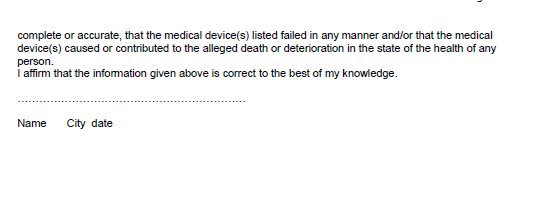 complete or accurate, that the medical device(s) listed failed in any manner and/or that the medical
device(s) caused or contributed to the alleged death or deterioration in the state of the health of any
person.
I affirm that the information given above is correct to the best of my knowledge.
.....................................................................
Name City date